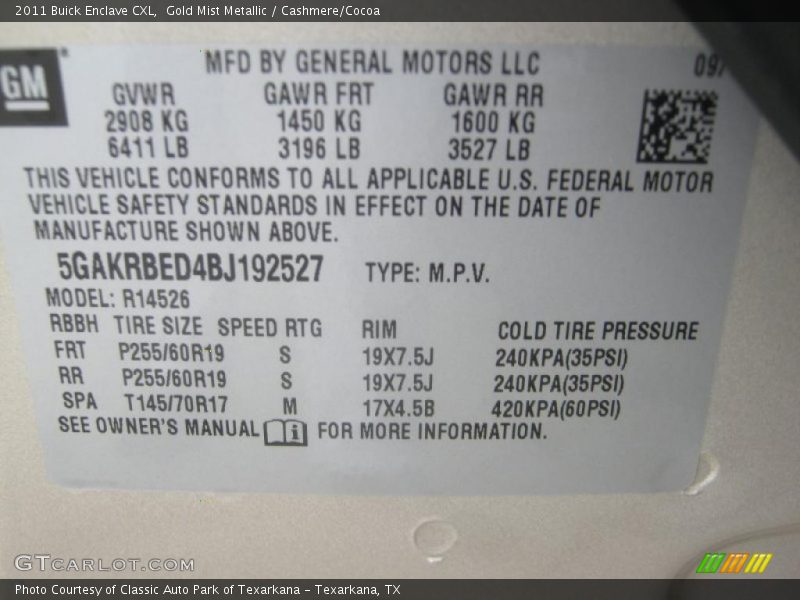 2011 Buick Enclave CXL, Gold Mist Metallic / Cashmere/Cocoa
GM
MFD BY GENERAL MOTORS LLC
GVWR GAWR FRT GAWR RR
2908 KG 1450 KG 1600 KG
6411 LB 3196 LB 3527 LB
THIS VEHICLE CONFORMS TO ALL APPLICABLE U.S. FEDERAL MOTOR
VEHICLE SAFETY STANDARDS IN EFFECT ON THE DATE OF
MANUFACTURE SHOWN ABOVE.
5GAKRBED4BJ192527 TYPE: M.P.V.
MODEL: R14526
RBBH TIRE SIZE SPEED RTG RIM COLD TIRE PRESSURE
FRT P255/60R19 S 19X7.5J 240KPA(35PSI)
RR P255/60R19 S 19X7.5J 240KPA(35PSI)
SPA T145/70R17 M 17X4.5B 420KPA(60PSI)
SEE OWNER'S MANUAL i FOR MORE INFORMATION.
GTCARLOT.COM
Photo Courtesy of Classic Auto Park of Texarkana – Texarkana, TX